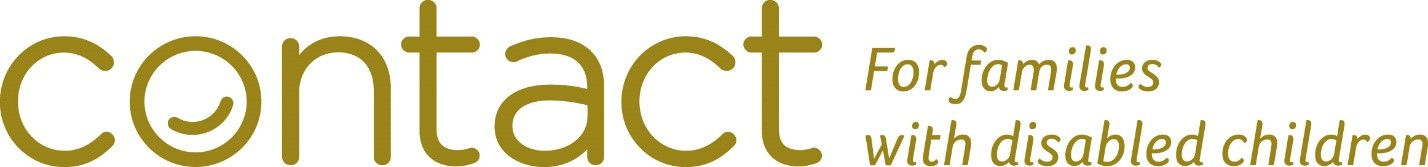 contact
For families
with disabled children